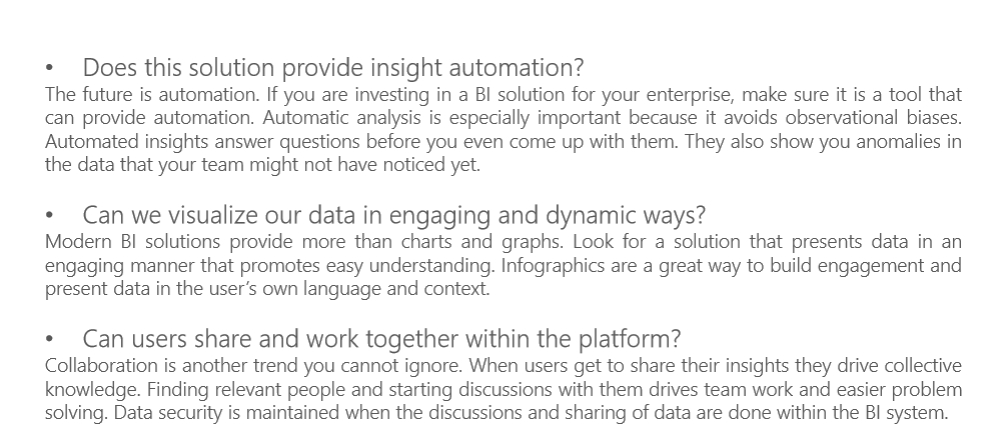 • Does this solution provide insight automation?
The future is automation. If you are investing in a BI solution for your enterprise, make sure it is a tool that
can provide automation. Automatic analysis is especially important because it avoids observational biases.
Automated insights answer questions before you even come up with them. They also show you anomalies in
the data that your team might not have noticed yet.
• Can we visualize our data in engaging and dynamic ways?
Modern BI solutions provide more than charts and graphs. Look for a solution that presents data in an
engaging manner that promotes easy understanding. Infographics are a great way to build engagement and
present data in the user’s own language and context.
• Can users share and work together within the platform?
Collaboration is another trend you cannot ignore. When users get to share their insights they drive collective
knowledge. Finding relevant people and starting discussions with them drives team work and easier problem
solving. Data security is maintained when the discussions and sharing of data are done within the BI system.